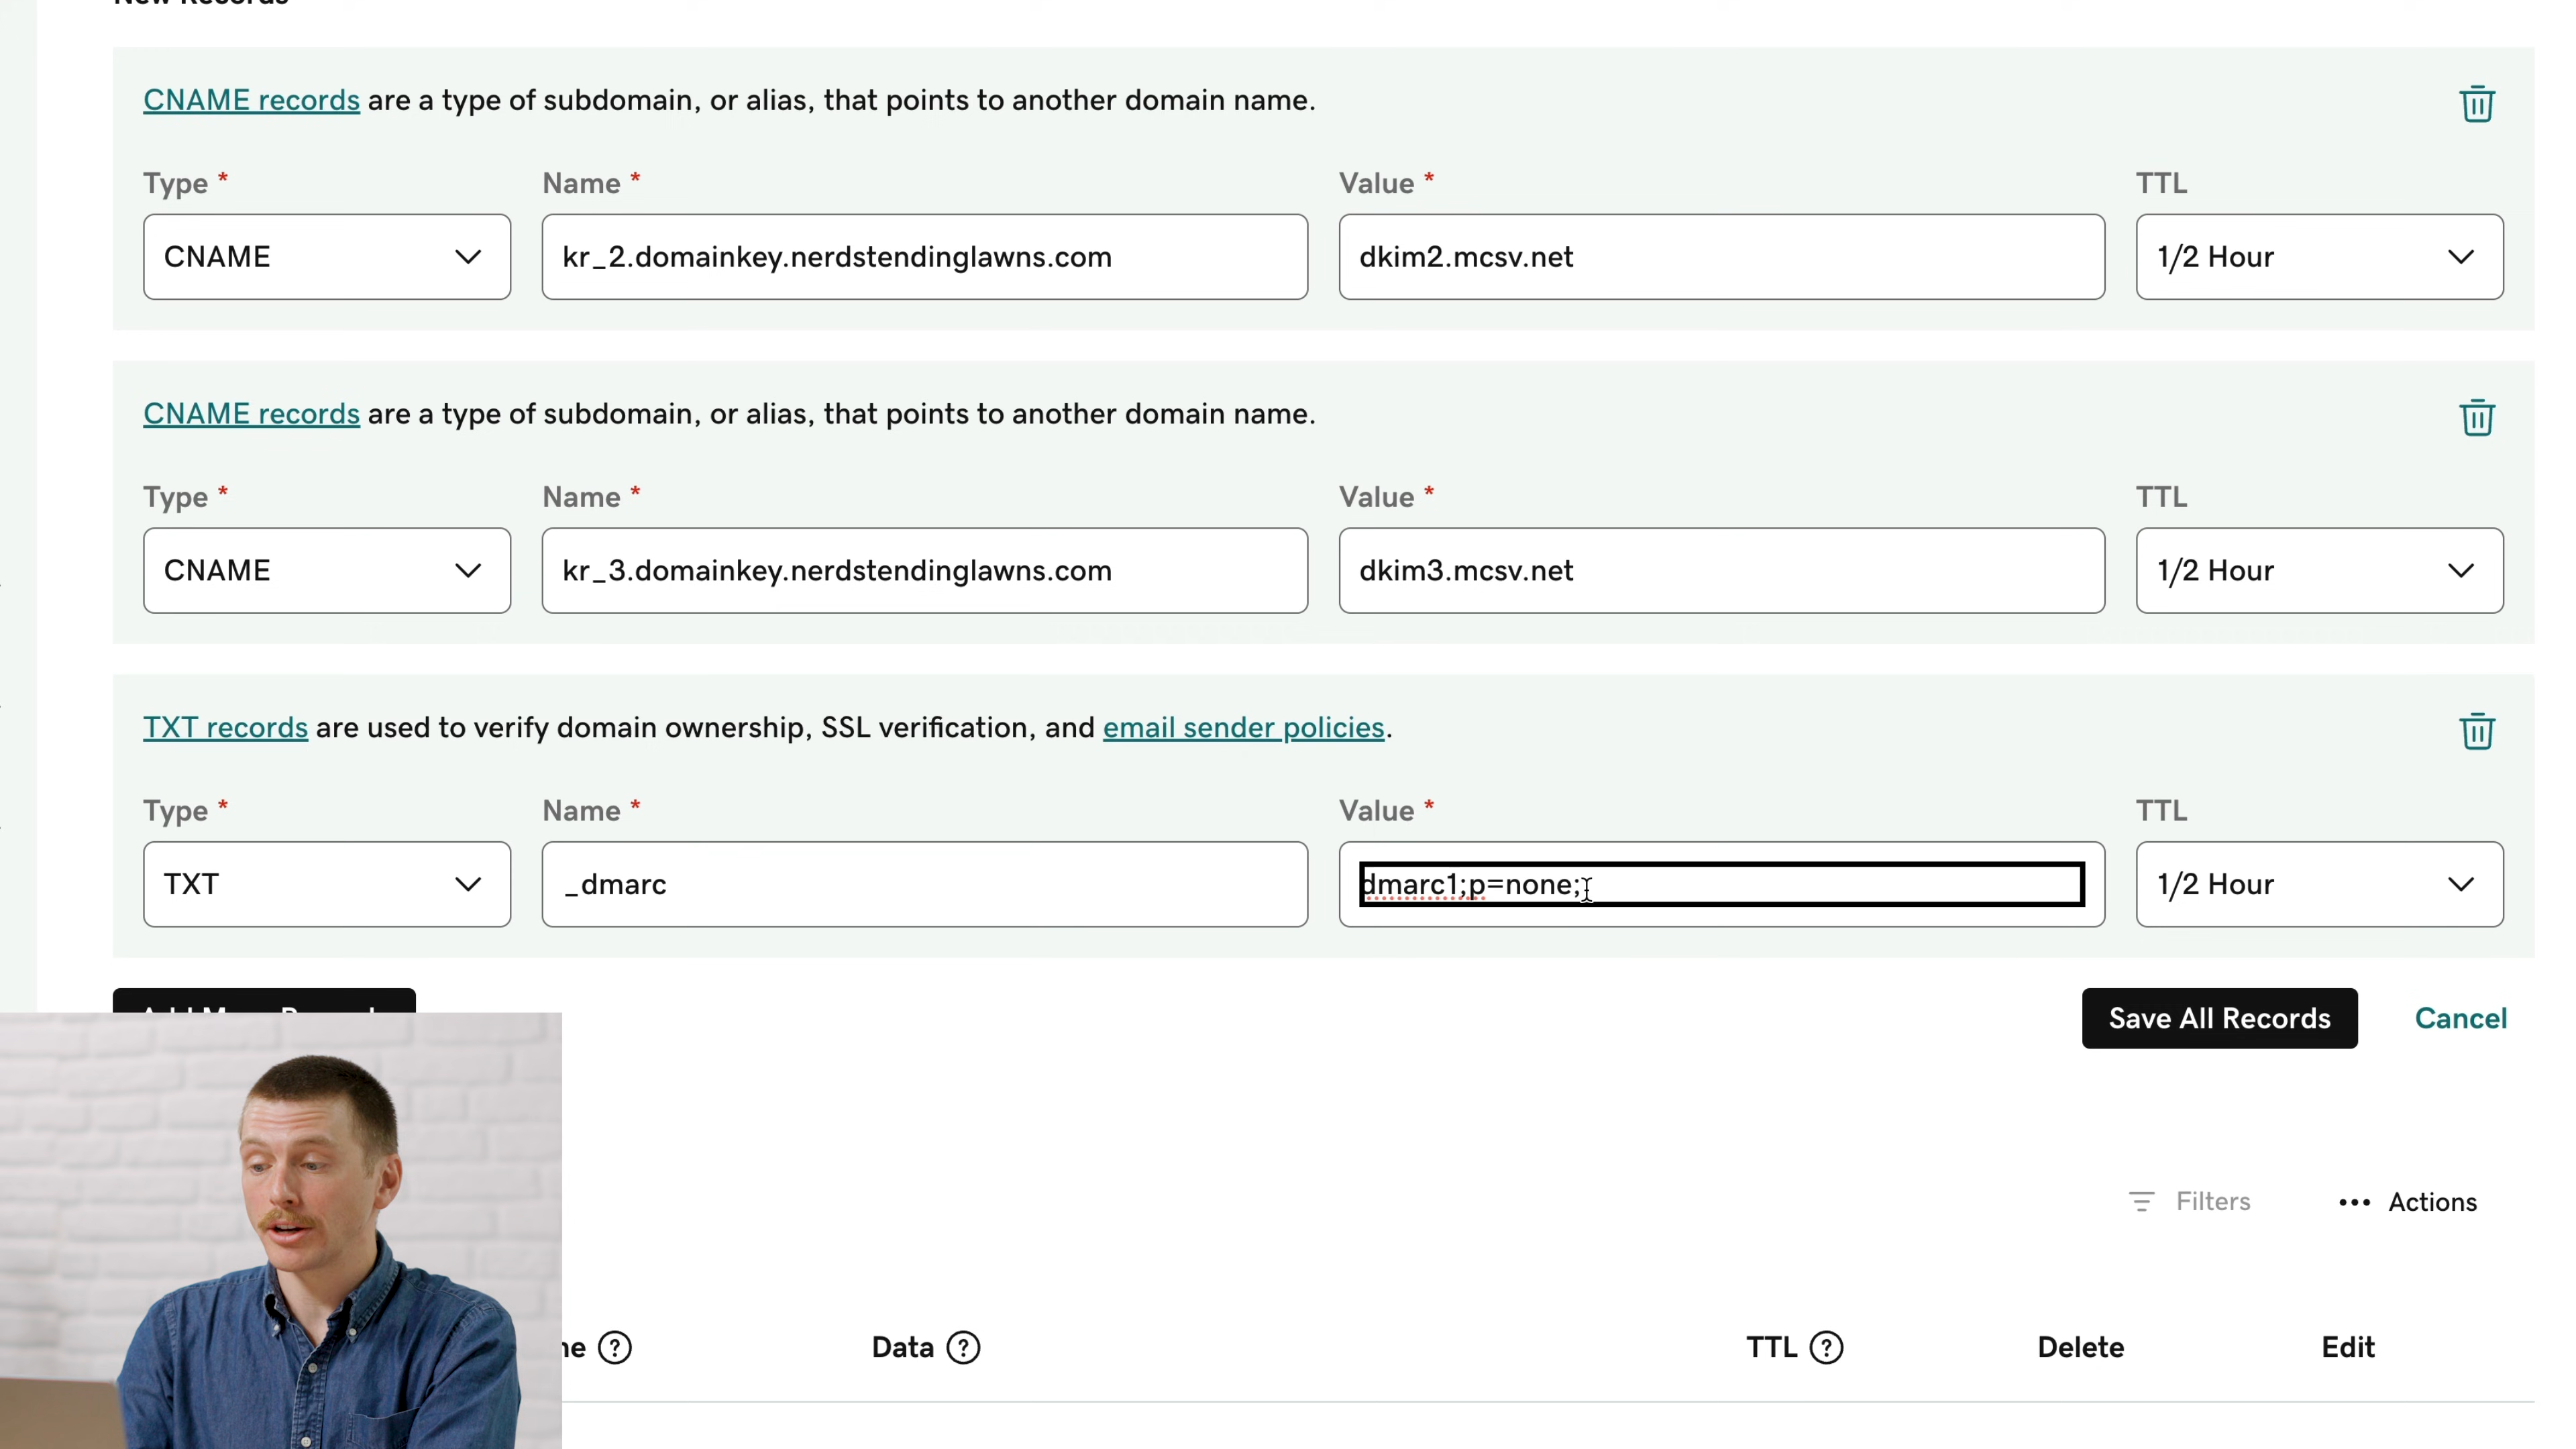 New Records
CNAME records are a type of subdomain, or alias, that points to another domain name.
Type * Name * Value * TTL
CNAME kr_2.domainkey.nerdstendinglawns.com dkim2.mcsv.net 1/2 Hour
CNAME records are a type of subdomain, or alias, that points to another domain name.
Type * Name * Value * TTL
CNAME kr_3.domainkey.nerdstendinglawns.com dkim3.mcsv.net 1/2 Hour
TXT records are used to verify domain ownership, SSL verification, and email sender policies.
Type * Name * Value * TTL
TXT _dmarc dmarc1;p=none; 1/2 Hour
Save All Records Cancel
Filters ••• Actions
Data ? TTL ? Delete Edit